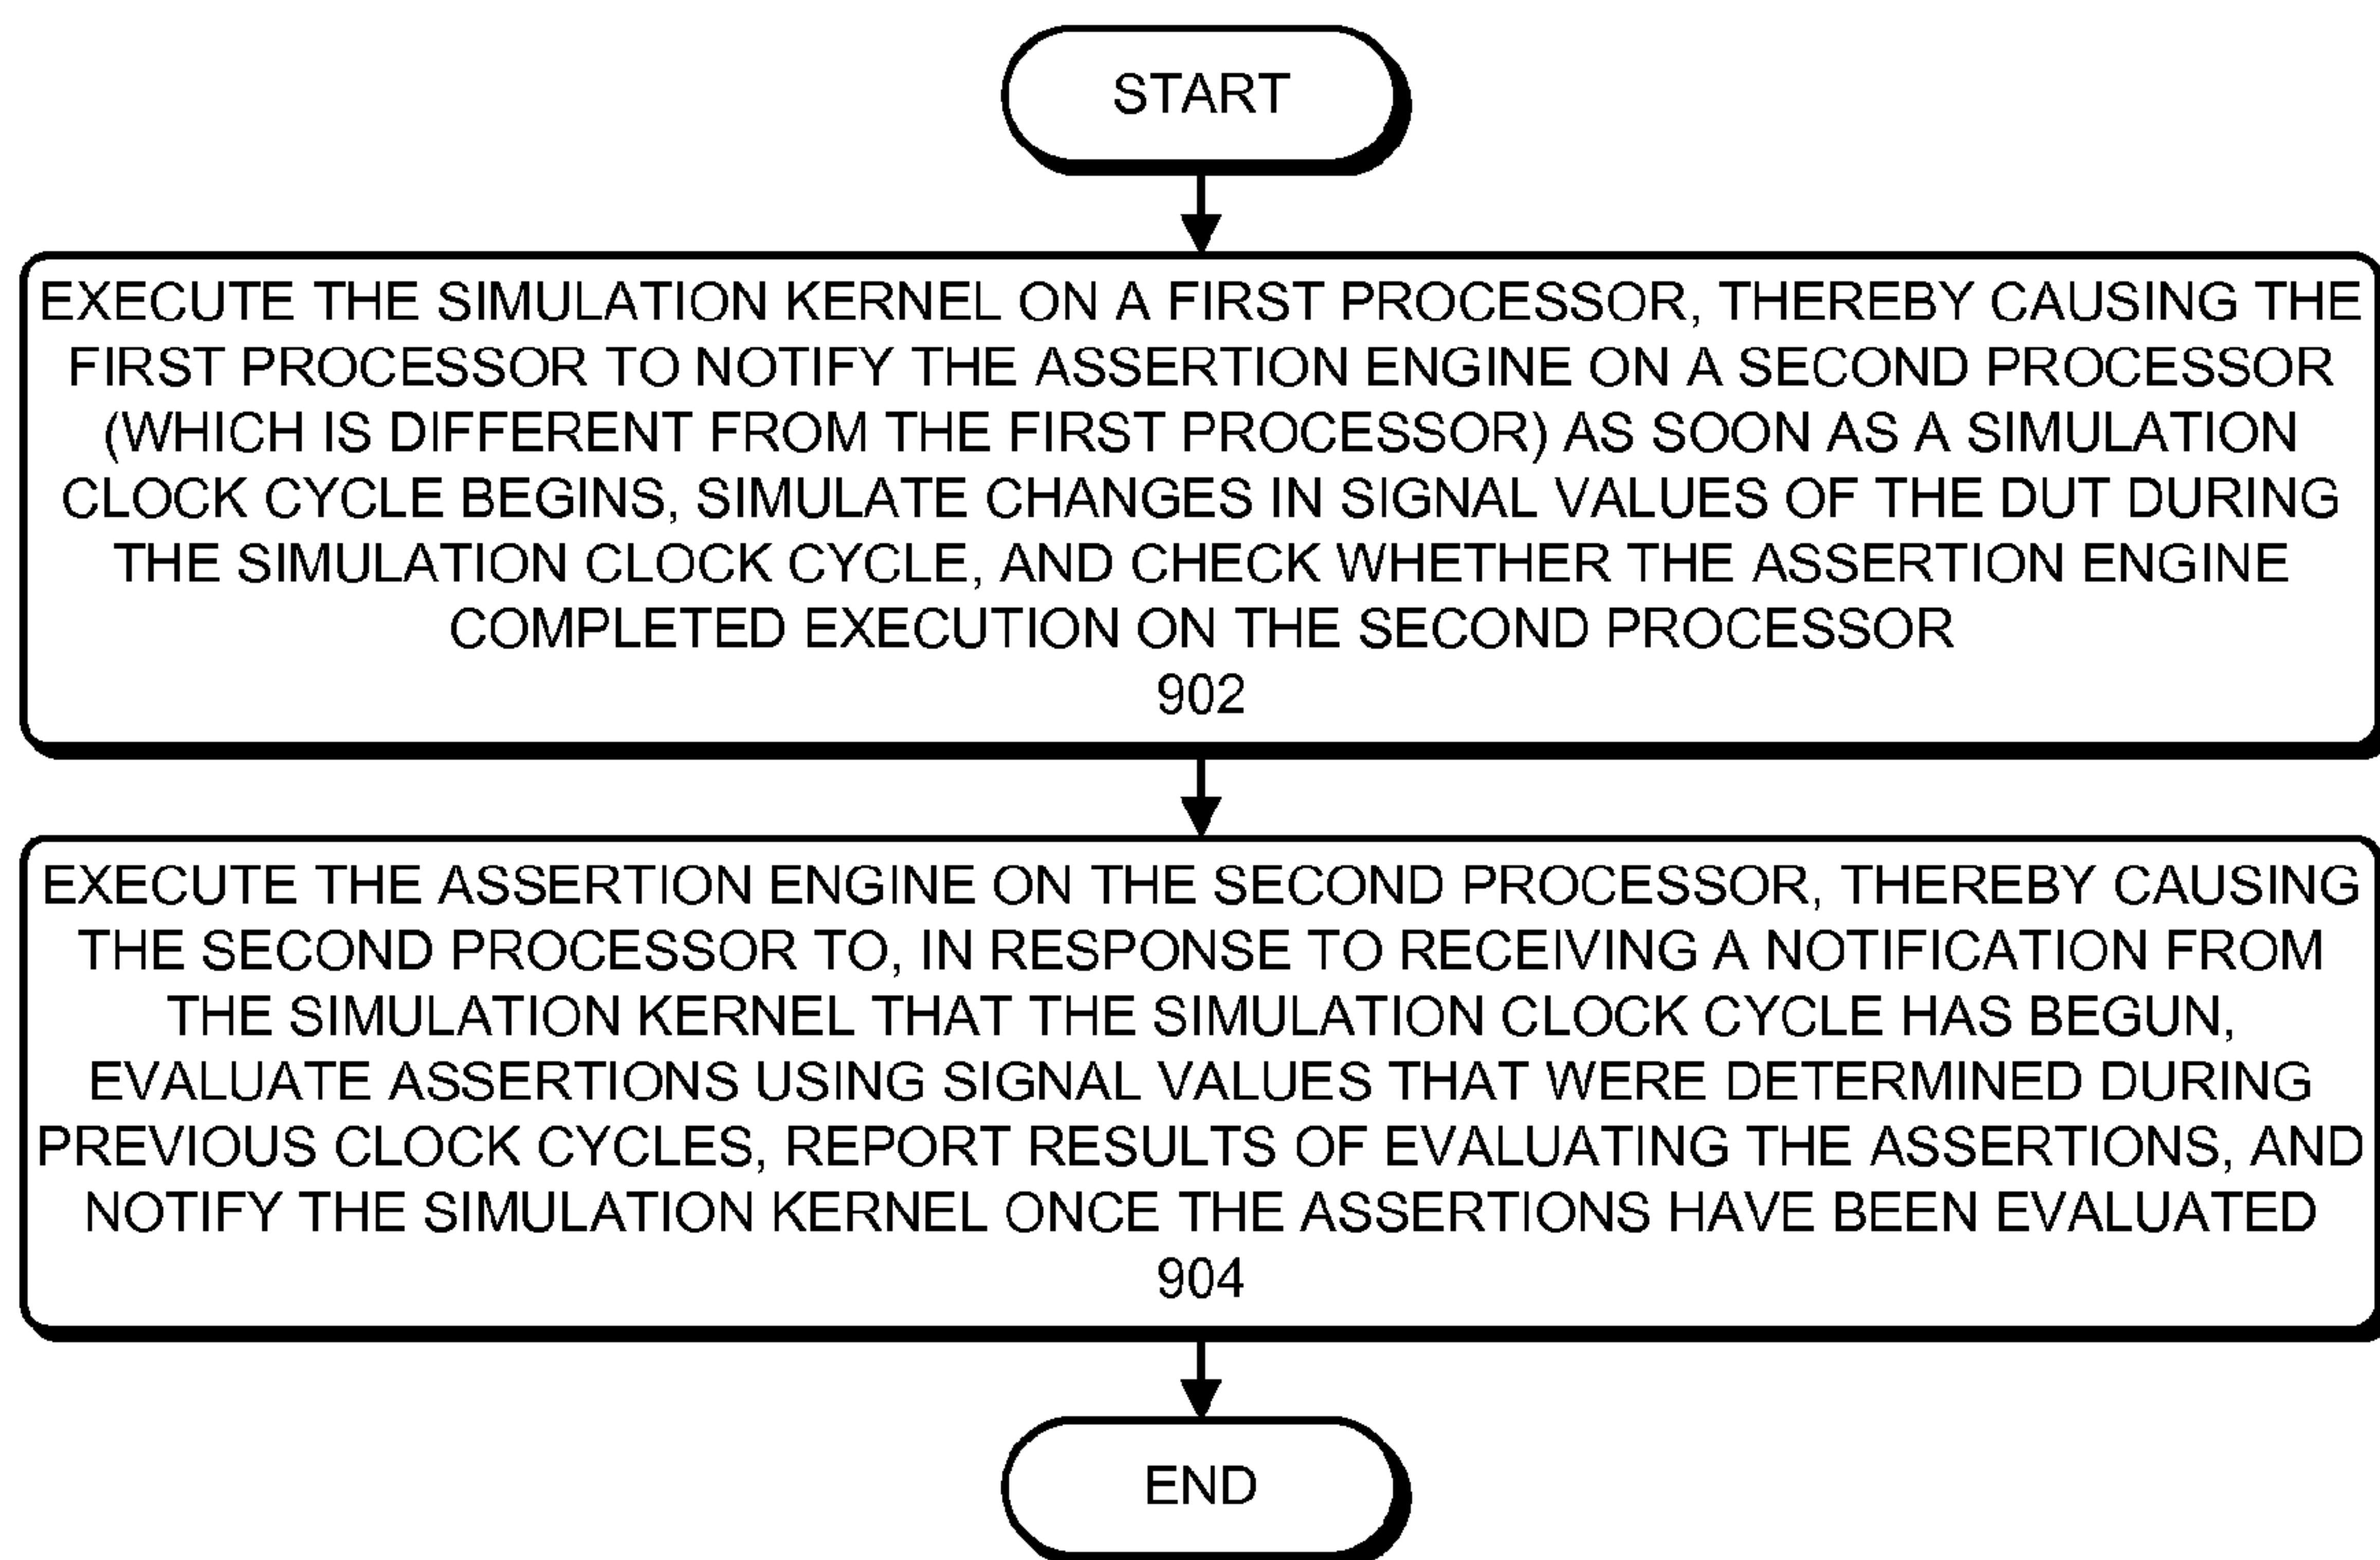 START
EXECUTE THE SIMULATION KERNEL ON A FIRST PROCESSOR, THEREBY CAUSING THE
FIRST PROCESSOR TO NOTIFY THE ASSERTION ENGINE ON A SECOND PROCESSOR
(WHICH IS DIFFERENT FROM THE FIRST PROCESSOR) AS SOON AS A SIMULATION
CLOCK CYCLE BEGINS, SIMULATE CHANGES IN SIGNAL VALUES OF THE DUT DURING
THE SIMULATION CLOCK CYCLE, AND CHECK WHETHER THE ASSERTION ENGINE
COMPLETED EXECUTION ON THE SECOND PROCESSOR
902
EXECUTE THE ASSERTION ENGINE ON THE SECOND PROCESSOR, THEREBY CAUSING
THE SECOND PROCESSOR TO, IN RESPONSE TO RECEIVING A NOTIFICATION FROM
THE SIMULATION KERNEL THAT THE SIMULATION CLOCK CYCLE HAS BEGUN,
EVALUATE ASSERTIONS USING SIGNAL VALUES THAT WERE DETERMINED DURING
PREVIOUS CLOCK CYCLES, REPORT RESULTS OF EVALUATING THE ASSERTIONS, AND
NOTIFY THE SIMULATION KERNEL ONCE THE ASSERTIONS HAVE BEEN EVALUATED
904
END